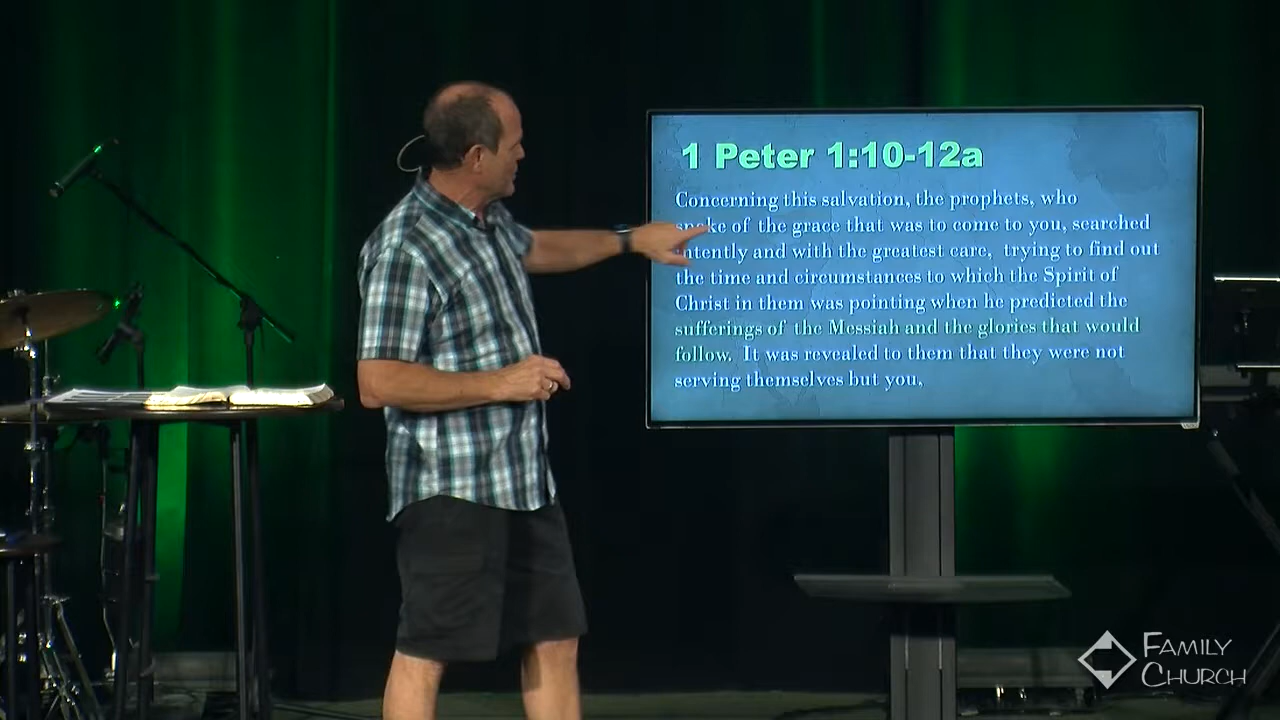 1 Peter 1:10-12a
Concerning this salvation, the prophets, who
spoke of the grace that was to come to you, searched
intently and with the greatest care, trying to find out
the time and circumstances to which the Spirit of
Christ in them was pointing when he predicted the
sufferings of the Messiah and the glories that would
follow. It was revealed to them that they were not
serving themselves but you,
Family
Church